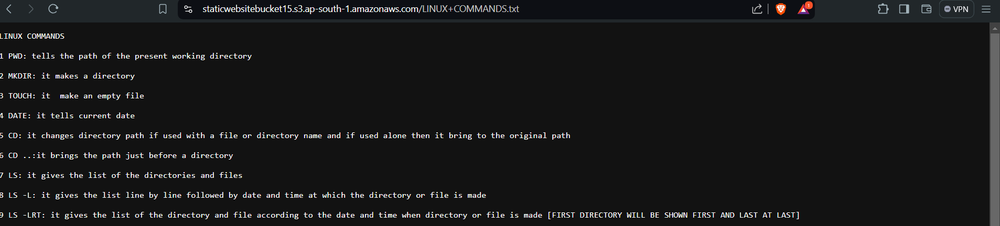 staticwebsitebucket15.s3.ap-south-1.amazonaws.com/LINUX+COMMANDS.txt
1
VPN
LINUX COMMANDS
1 PWD: tells the path of the present working directory
2 MKDIR: it makes a directory
3 TOUCH: it  make an empty file
4 DATE: it tells current date
5 CD: it changes directory path if used with a file or directory name and if used alone then it bring to the original path
6 CD ..:it brings the path just before a directory
7 LS: it gives the list of the directories and files
8 LS -L: it gives the list line by line followed by date and time at which the directory or file is made
9 LS -LRT: it gives the list of the directory and file according to the date and time when directory or file is made [FIRST DIRECTORY WILL BE SHOWN FIRST AND LAST AT LAST]